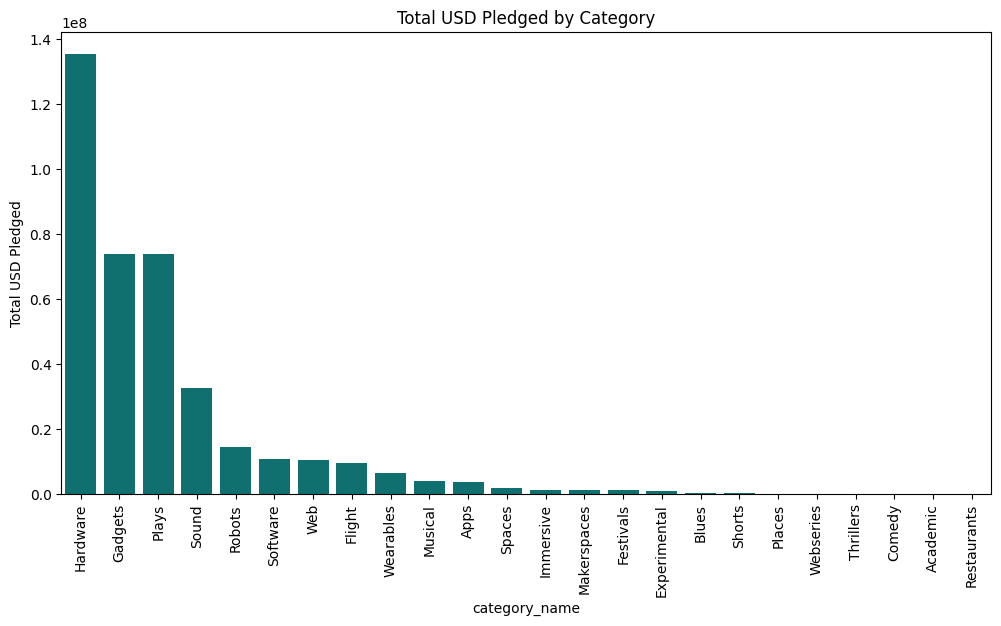 Total USD Pledged by Category
1e8
1.4
1.2
1.0
0.8
0.6
0.4
0.2
0.0
Total USD Pledged
Hardware
Gadgets
Plays
Sound
Robots
Software
Web
Flight
Wearables
Musical
Apps
Spaces
Immersive
Makerspaces
Festivals
Experimental
Blues
Shorts
Places
Webseries
Thrillers
Comedy
Academic
Restaurants
category_name